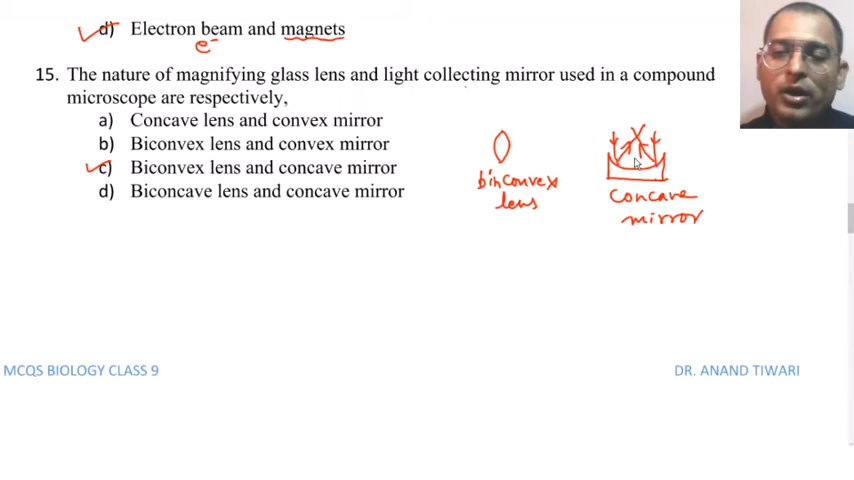 d) Electron beam and magnets
e⁻
15. The nature of magnifying glass lens and light collecting mirror used in a compound
microscope are respectively,
a) Concave lens and convex mirror
b) Biconvex lens and convex mirror
c) Biconvex lens and concave mirror
d) Biconcave lens and concave mirror
binconvex
lens
concave
mirror
MCQS BIOLOGY CLASS 9
DR. ANAND TIWARI